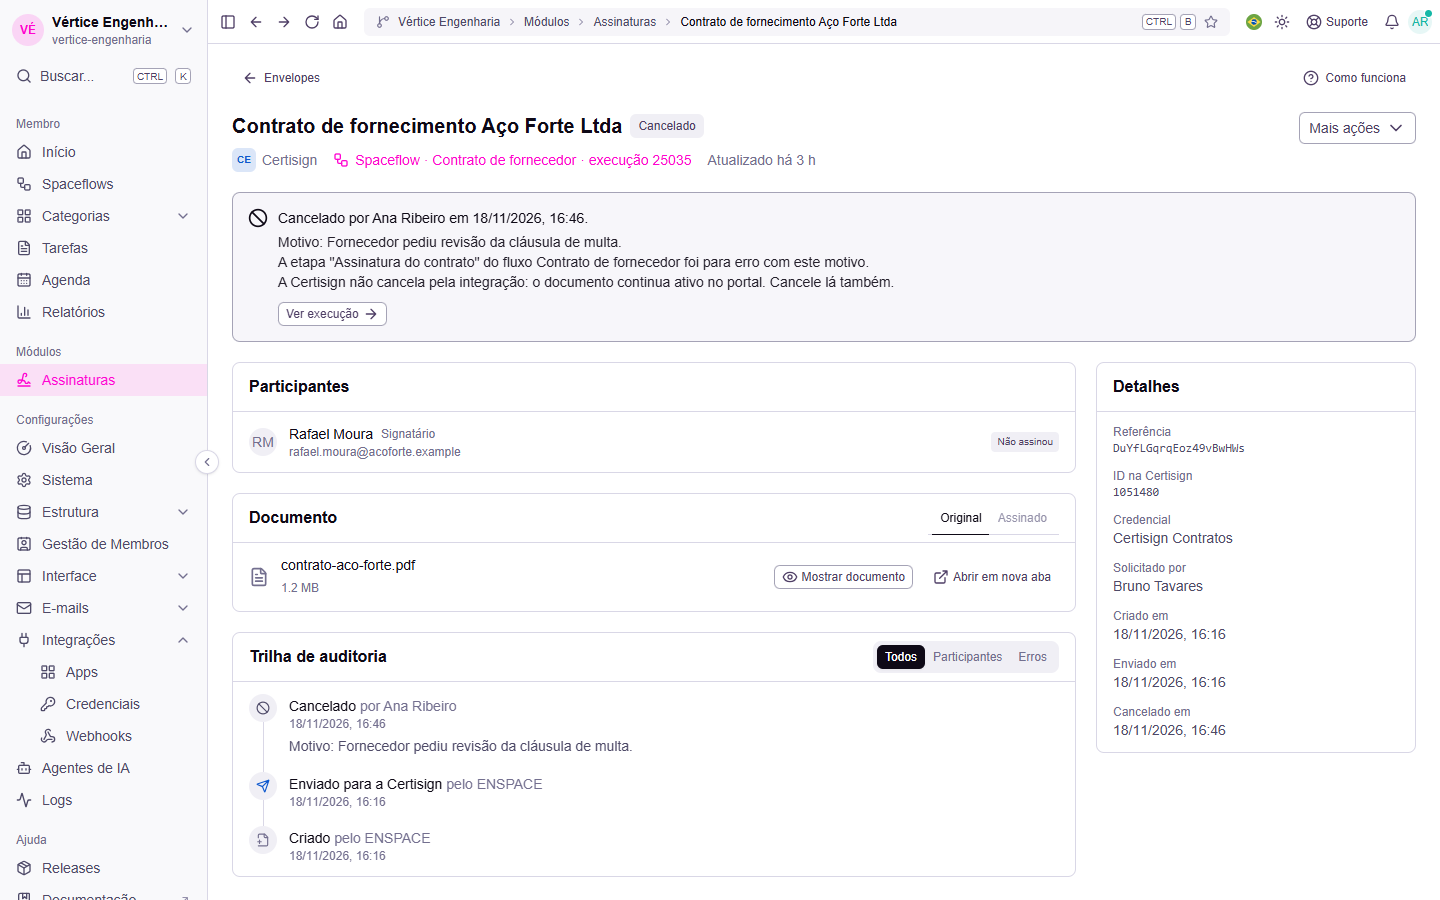 VÉ
Vértice Engenh...
vertice-engenharia
Buscar...
CTRL K
Membro
Início
Spaceflows
Categorias
Tarefas
Agenda
Relatórios
Módulos
Assinaturas
Configurações
Visão Geral
Sistema
Estrutura
Gestão de Membros
Interface
E-mails
Integrações
Apps
Credenciais
Webhooks
Agentes de IA
Logs
Ajuda
Releases
Documentação
Vértice Engenharia
Módulos
Assinaturas
Contrato de fornecimento Aço Forte Ltda
CTRL B
Suporte
AR
Envelopes
Como funciona
Contrato de fornecimento Aço Forte Ltda
Cancelado
Mais ações
CE Certisign
Spaceflow · Contrato de fornecedor · execução 25035
Atualizado há 3 h
Cancelado por Ana Ribeiro em 18/11/2026, 16:46.
Motivo: Fornecedor pediu revisão da cláusula de multa.
A etapa "Assinatura do contrato" do fluxo Contrato de fornecedor foi para erro com este motivo.
A Certisign não cancela pela integração: o documento continua ativo no portal. Cancele lá também.
Ver execução
Participantes
RM
Rafael Moura Signatário
rafael.moura@acoforte.example
Não assinou
Documento
Original Assinado
contrato-aco-forte.pdf
1.2 MB
Mostrar documento
Abrir em nova aba
Trilha de auditoria
Todos Participantes Erros
Cancelado por Ana Ribeiro
18/11/2026, 16:46
Motivo: Fornecedor pediu revisão da cláusula de multa.
Enviado para a Certisign pelo ENSPACE
18/11/2026, 16:16
Criado pelo ENSPACE
18/11/2026, 16:16
Detalhes
Referência
DuYfLGqrqEoz49vBwHWs
ID na Certisign
1051480
Credencial
Certisign Contratos
Solicitado por
Bruno Tavares
Criado em
18/11/2026, 16:16
Enviado em
18/11/2026, 16:16
Cancelado em
18/11/2026, 16:46